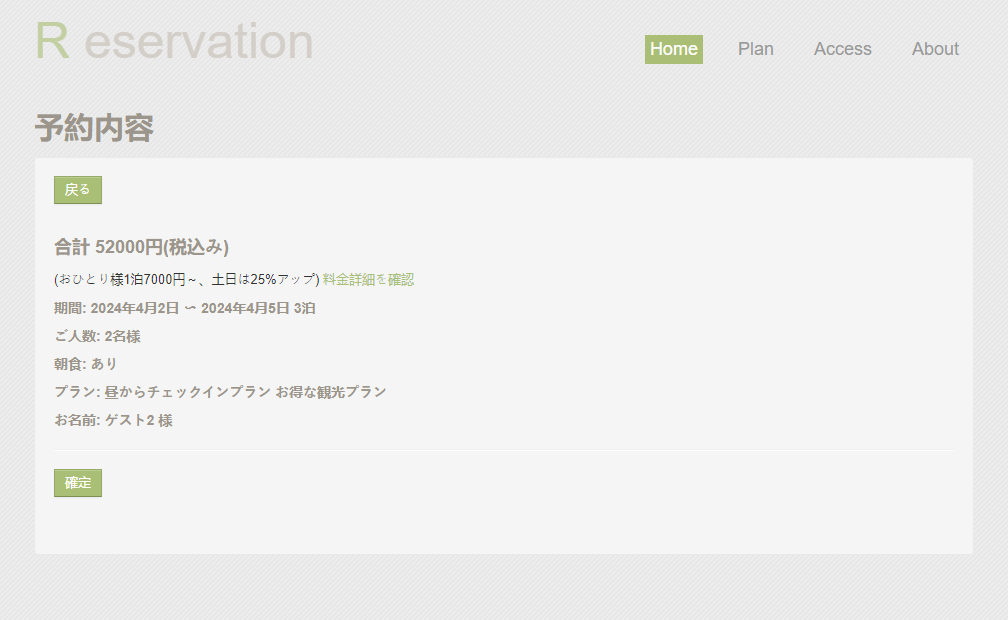 R eservation
Home Plan Access About
予約内容
戻る
合計 52000円(税込み)
(おひとり様1泊7000円～、土日は25%アップ) 料金詳細を確認
期間: 2024年4月2日 〜 2024年4月5日 3泊
ご人数: 2名様
朝食: あり
プラン: 昼からチェックインプラン お得な観光プラン
お名前: ゲスト2 様
確定